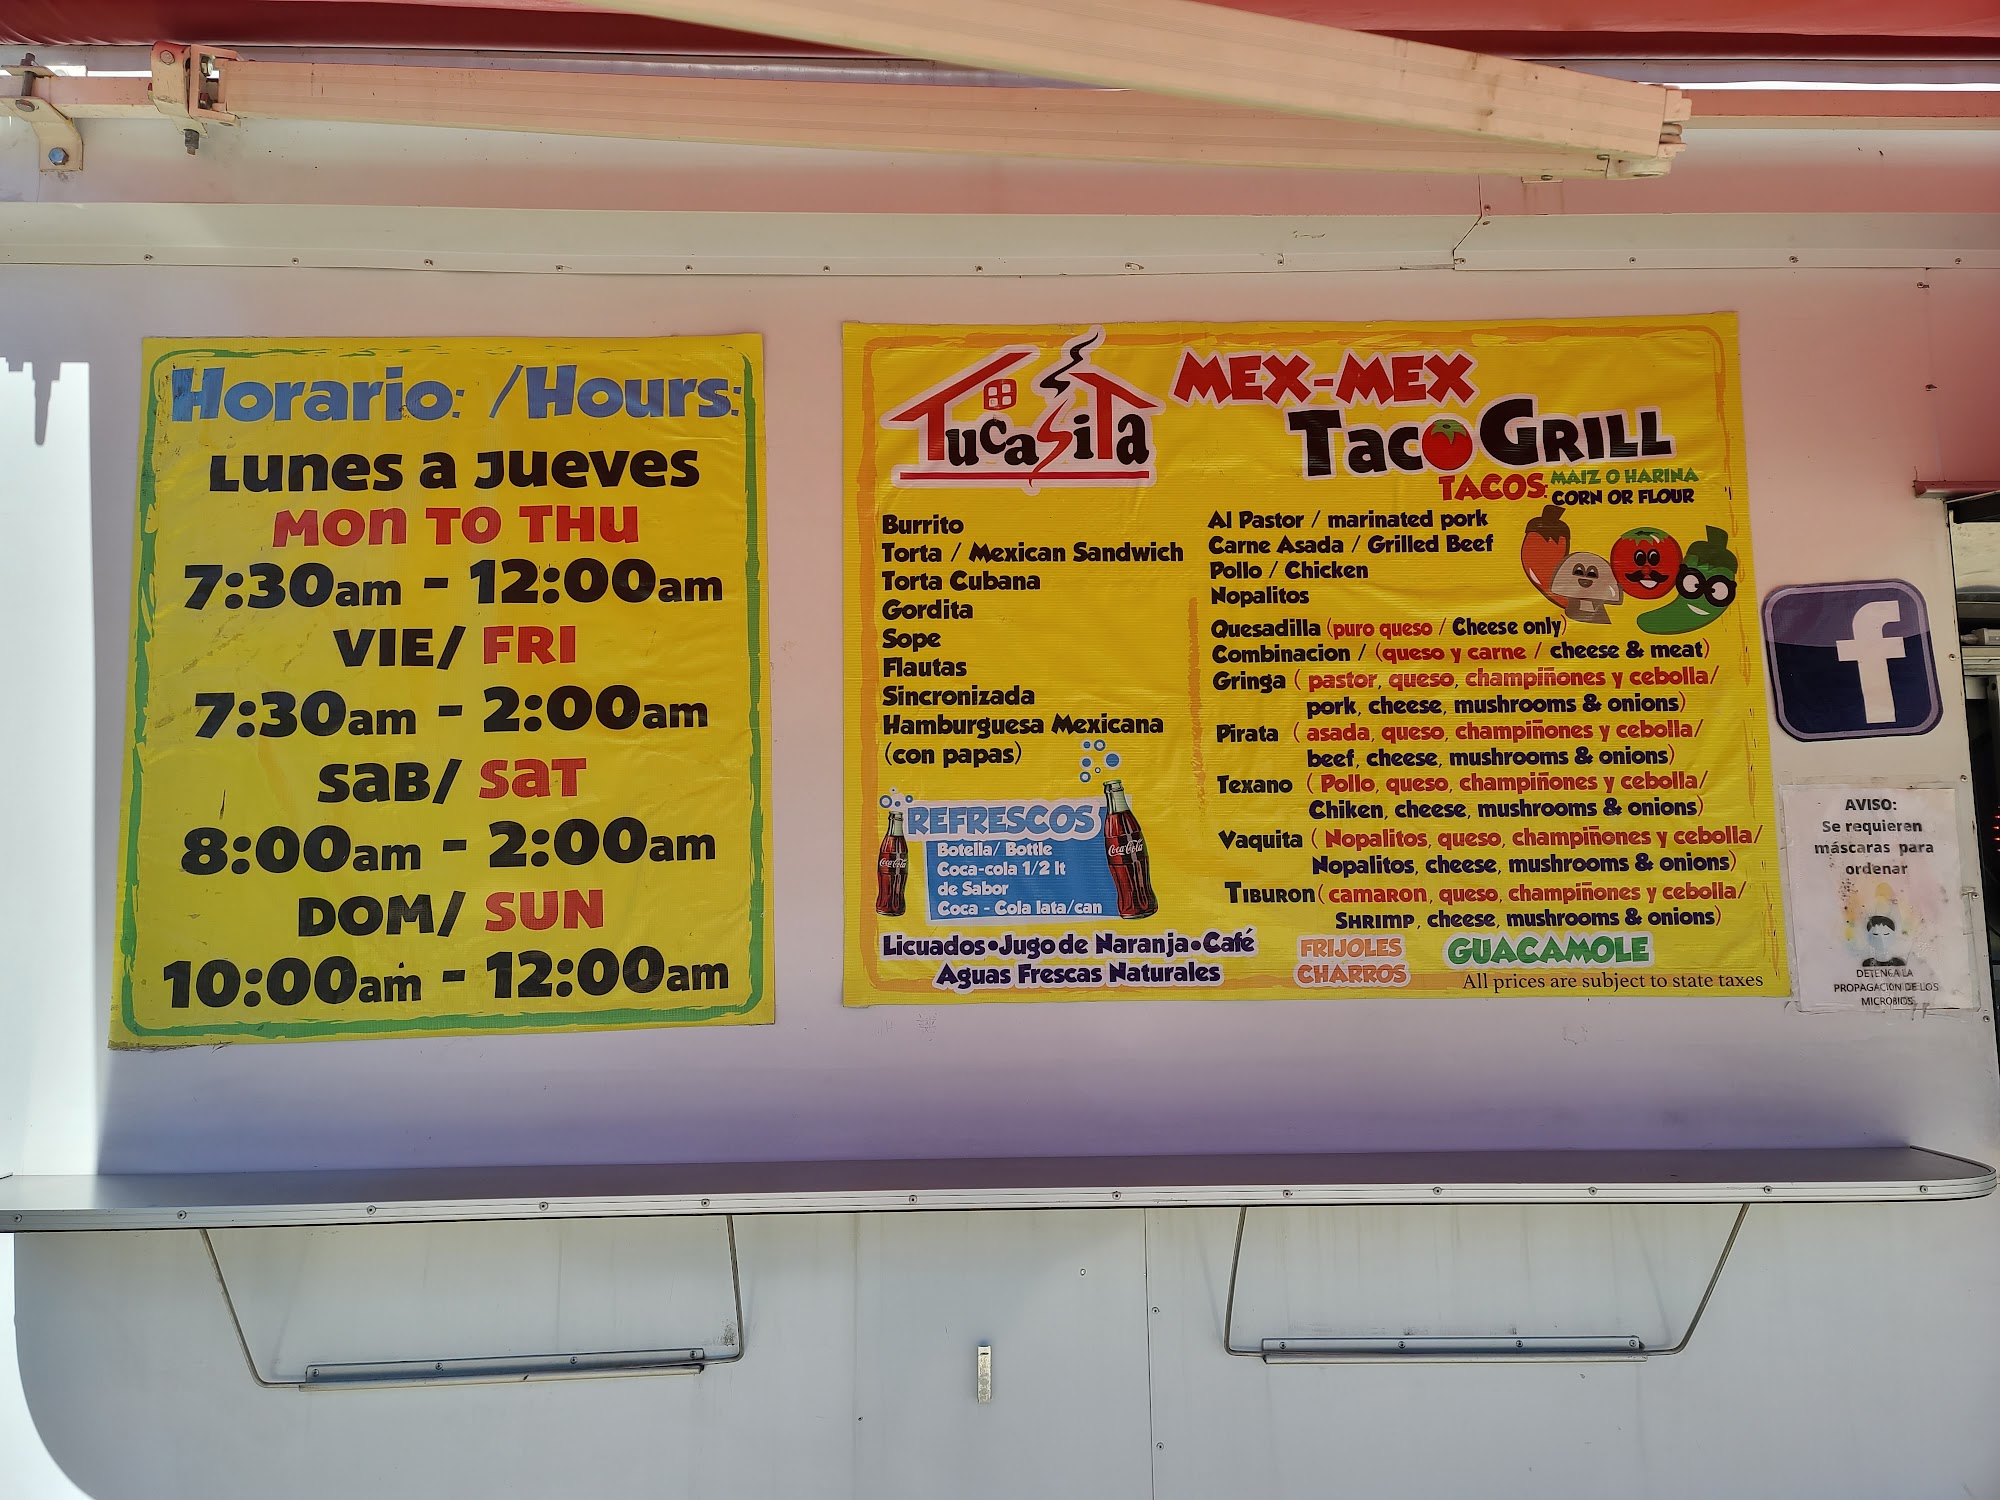 Horario: /Hours:
Lunes a Jueves
Mon to Thu
7:30am - 12:00am
VIE/ FRI
7:30am - 2:00am
SAB/ SAT
8:00am - 2:00am
DOM/ SUN
10:00am - 12:00am
TucasiTa
MEX-MEX
Taco GRILL
TACOS: MAIZ O HARINA
CORN OR FLOUR
Burrito
Torta / Mexican Sandwich
Torta Cubana
Gordita
Sope
Flautas
Sincronizada
Hamburguesa Mexicana
(con papas)
REFRESCOS
Botella/ Bottle
Coca-cola 1/2 lt
de Sabor
Coca - Cola lata/can
Coca-Cola
Coca-Cola
Licuados•Jugo de Naranja•Café
Aguas Frescas Naturales
Al Pastor / marinated pork
Carne Asada / Grilled Beef
Pollo / Chicken
Nopalitos
Quesadilla (puro queso / Cheese only)
Combinacion / (queso y carne / cheese & meat)
Gringa ( pastor, queso, champiñones y cebolla/
pork, cheese, mushrooms & onions)
Pirata ( asada, queso, champiñones y cebolla/
beef, cheese, mushrooms & onions)
Texano ( Pollo, queso, champiñones y cebolla/
Chiken, cheese, mushrooms & onions)
Vaquita ( Nopalitos, queso, champiñones y cebolla/
Nopalitos, cheese, mushrooms & onions)
TIBURON( CAMARON, queso, champiñones y cebolla/
SHRIMP, cheese, mushrooms & onions)
FRIJOLES
CHARROS
GUACAMOLE
All prices are subject to state taxes
f
AVISO:
Se requieren
máscaras para
ordenar
DETENGA LA
PROPAGACION DE LOS
MICROBIOS